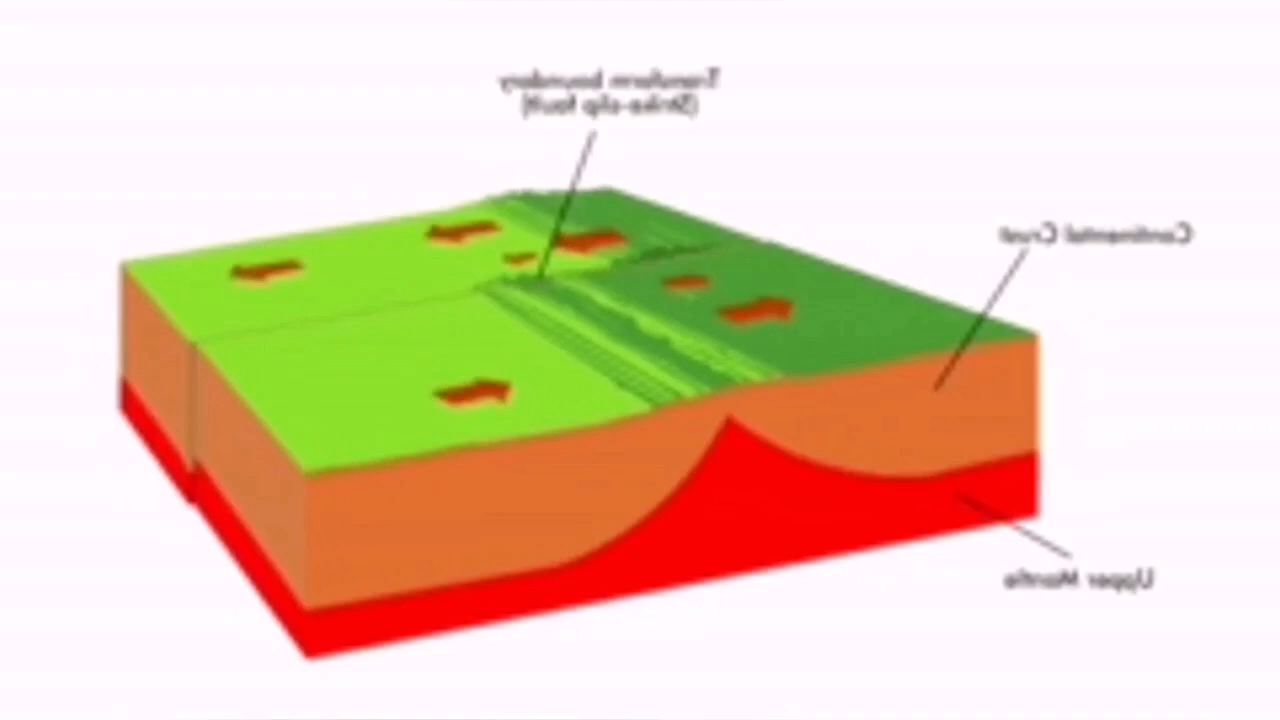 Transform boundary
(Strike-slip fault)
Continental Crust
Upper Mantle